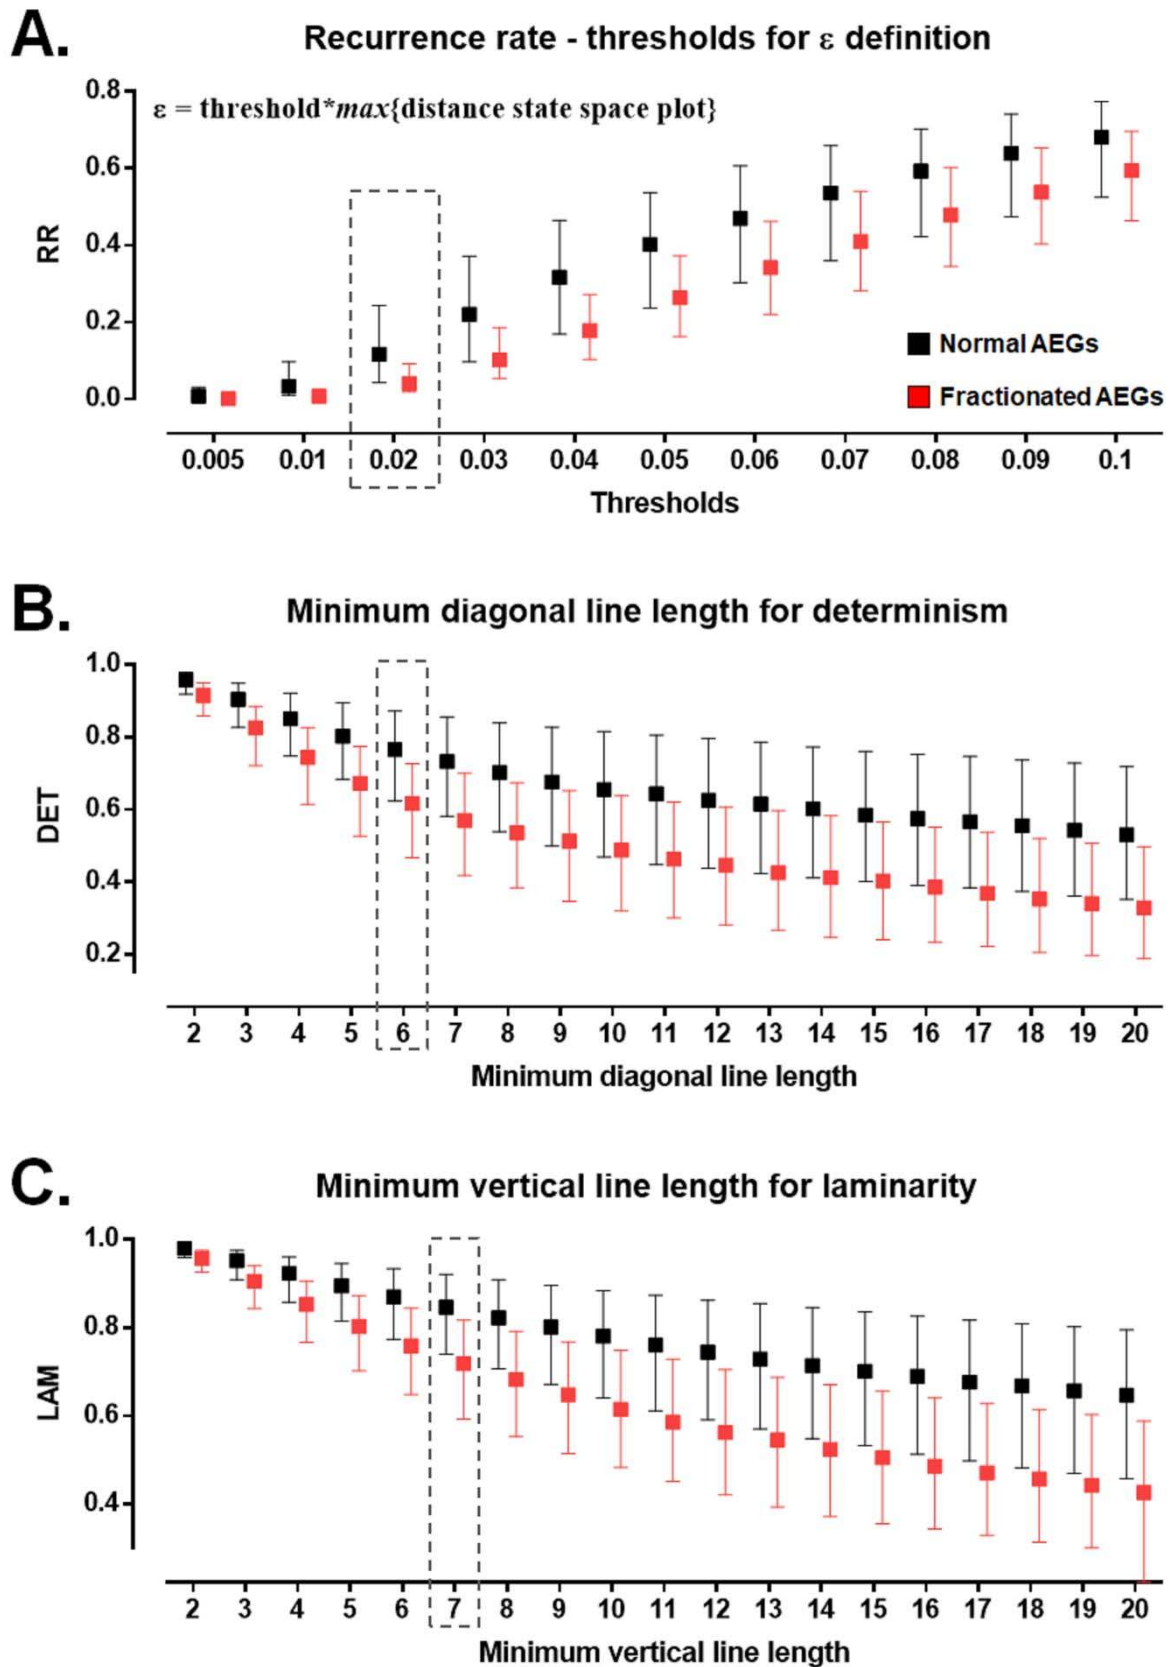 A.
Recurrence rate - thresholds for ε definition
ε = threshold*max{distance state space plot}
RR
0.8
0.6
0.4
0.2
0.0
Normal AEGs
Fractionated AEGs
0.005 0.01 0.02 0.03 0.04 0.05 0.06 0.07 0.08 0.09 0.1
Thresholds
B.
Minimum diagonal line length for determinism
DET
1.0
0.8
0.6
0.4
0.2
2 3 4 5 6 7 8 9 10 11 12 13 14 15 16 17 18 19 20
Minimum diagonal line length
C.
Minimum vertical line length for laminarity
LAM
1.0
0.8
0.6
0.4
2 3 4 5 6 7 8 9 10 11 12 13 14 15 16 17 18 19 20
Minimum vertical line length